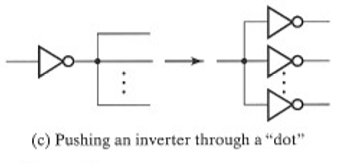 (c) Pushing an inverter through a “dot”